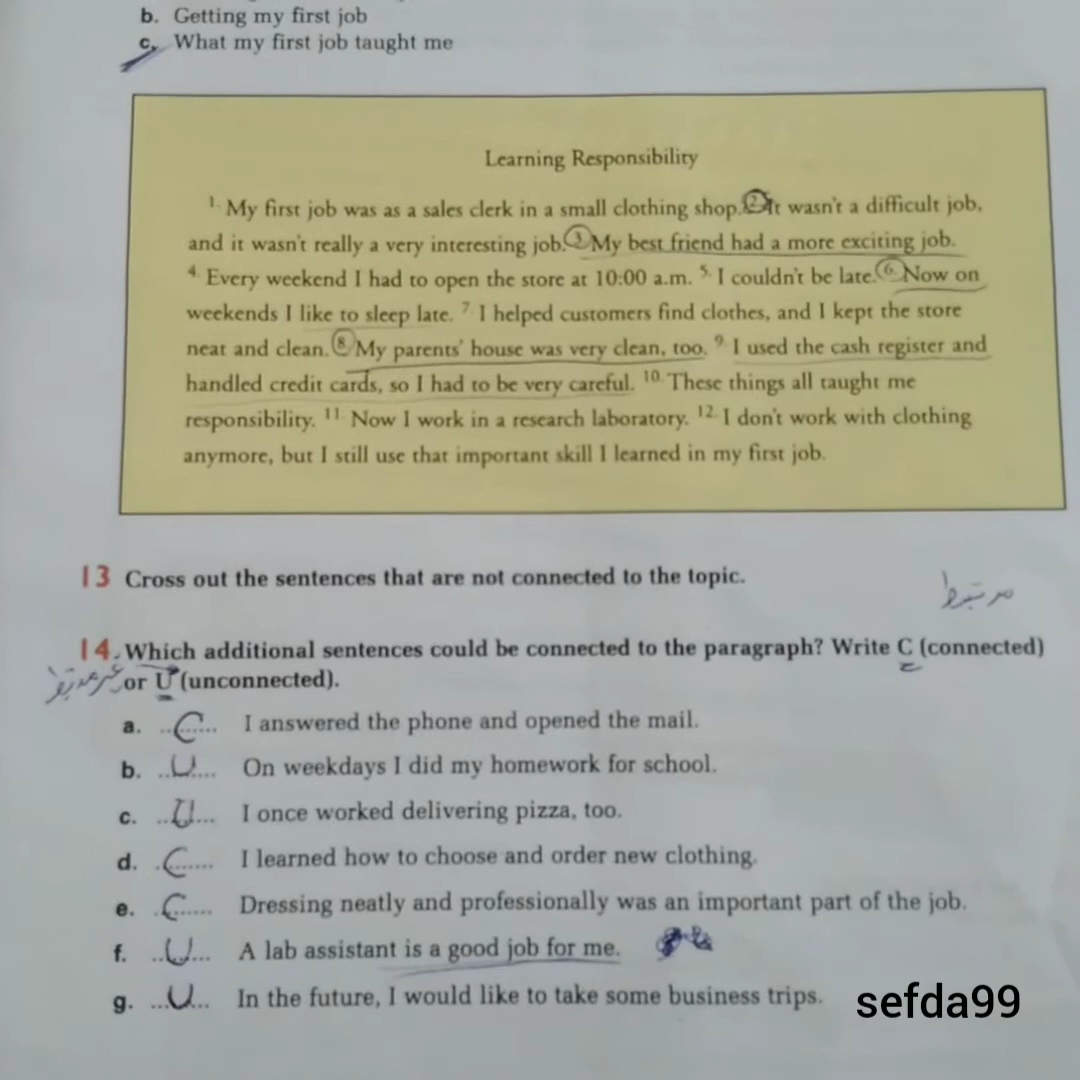 b. Getting my first job
c. What my first job taught me
Learning Responsibility
1. My first job was as a sales clerk in a small clothing shop. 2. It wasn't a difficult job,
and it wasn't really a very interesting job. 3. My best friend had a more exciting job.
4. Every weekend I had to open the store at 10:00 a.m. 5. I couldn't be late. 6. Now on
weekends I like to sleep late. 7. I helped customers find clothes, and I kept the store
neat and clean. 8. My parents' house was very clean, too. 9. I used the cash register and
handled credit cards, so I had to be very careful. 10. These things all taught me
responsibility. 11. Now I work in a research laboratory. 12. I don't work with clothing
anymore, but I still use that important skill I learned in my first job.
13 Cross out the sentences that are not connected to the topic.
مرتبط
14. Which additional sentences could be connected to the paragraph? Write C (connected)
or U (unconnected).
a. ..C..... I answered the phone and opened the mail.
b. ..U.... On weekdays I did my homework for school.
c. ..U.... I once worked delivering pizza, too.
d. .C...... I learned how to choose and order new clothing.
e. .C...... Dressing neatly and professionally was an important part of the job.
f. ..U.... A lab assistant is a good job for me.
g. ...U... In the future, I would like to take some business trips.
sefda99